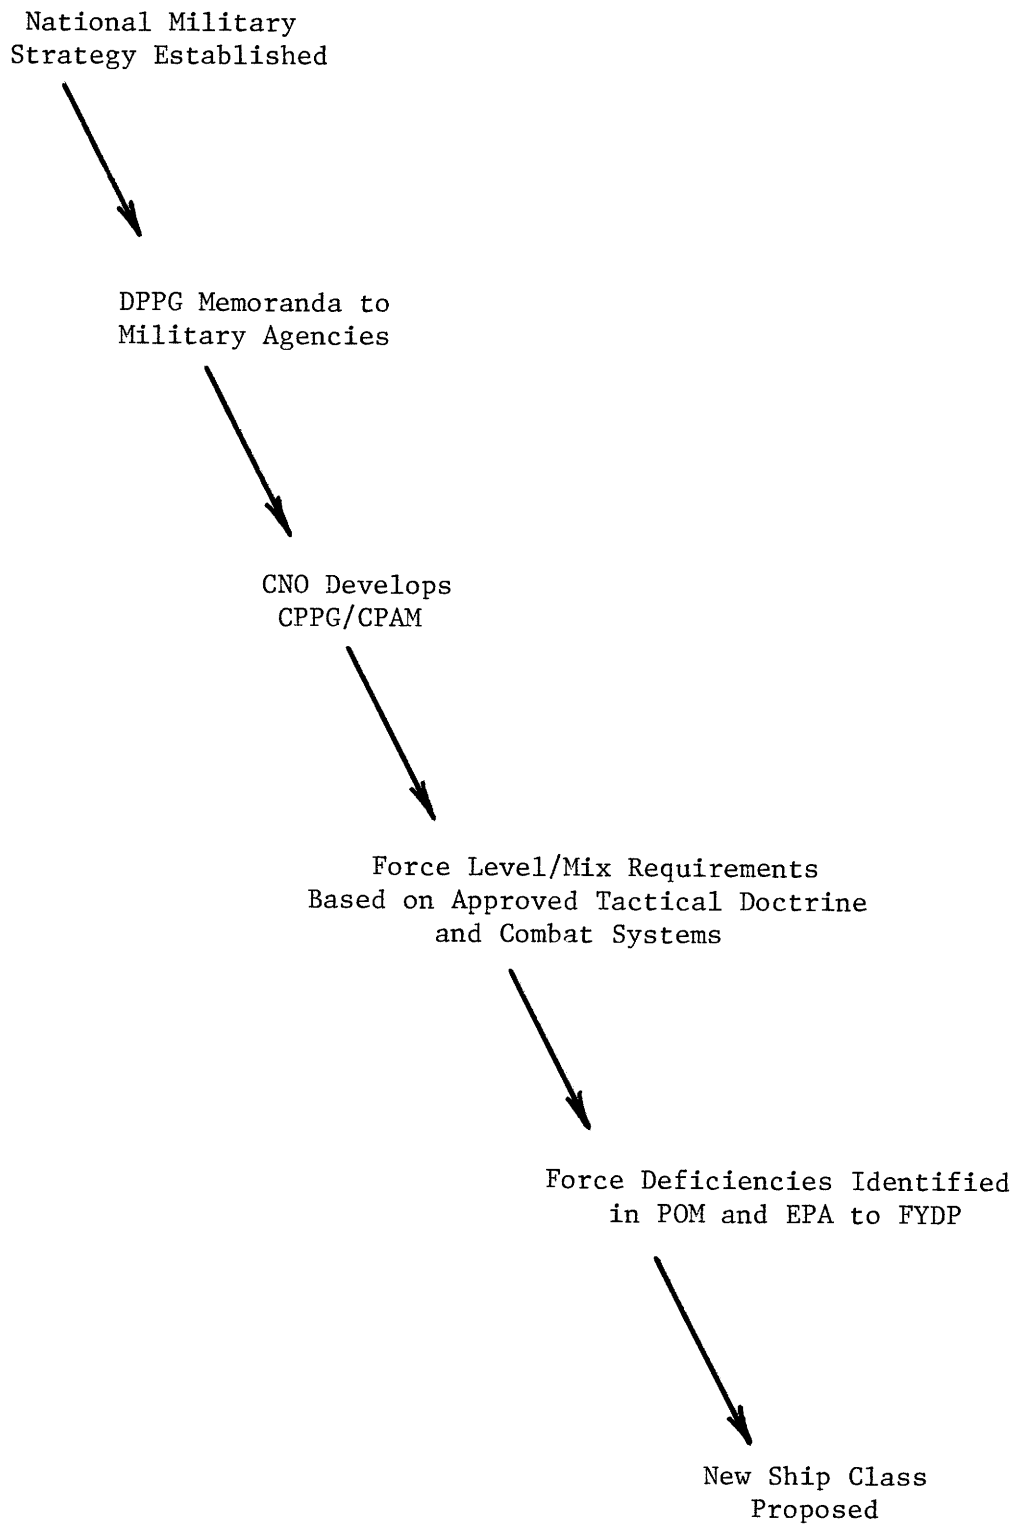 National Military
Strategy Established
DPPG Memoranda to
Military Agencies
CNO Develops
CPPG/CPAM
Force Level/Mix Requirements
Based on Approved Tactical Doctrine
and Combat Systems
Force Deficiencies Identified
in POM and EPA to FYDP
New Ship Class
Proposed